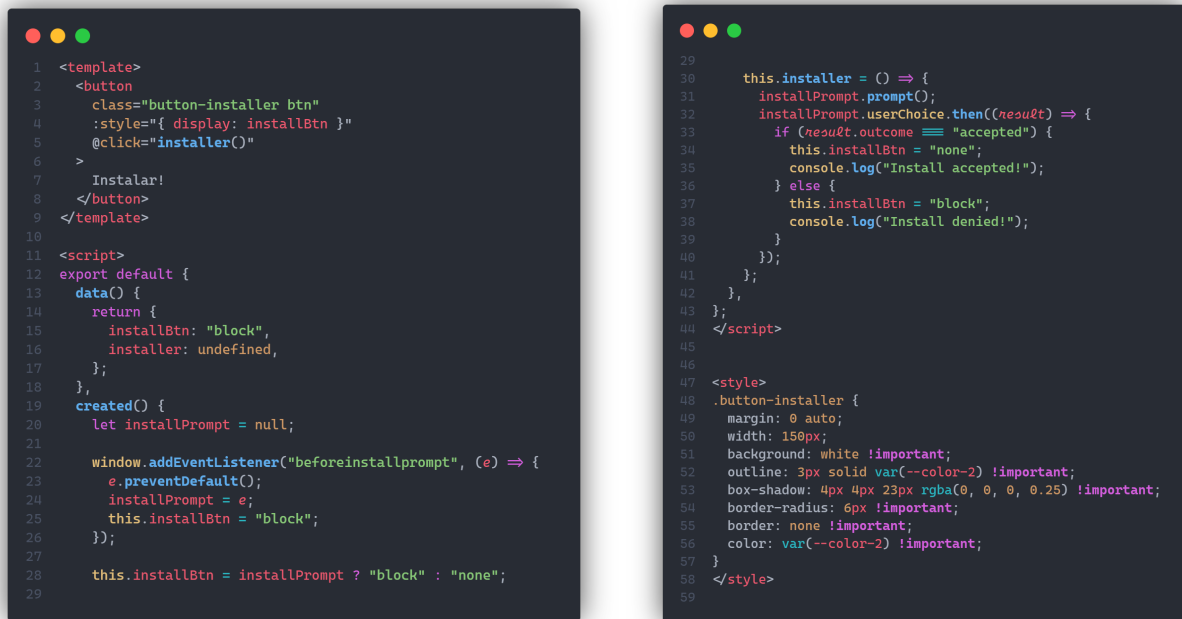 1 <template>
2   <button
3     class="button-installer btn"
4     :style="{ display: installBtn }"
5     @click="installer()"
6   >
7     Instalar!
8   </button>
9 </template>
10
11 <script>
12 export default {
13   data() {
14     return {
15       installBtn: "block",
16       installer: undefined,
17     };
18   },
19   created() {
20     let installPrompt = null;
21
22     window.addEventListener("beforeinstallprompt", (e) => {
23       e.preventDefault();
24       installPrompt = e;
25       this.installBtn = "block";
26     });
27
28     this.installBtn = installPrompt ? "block" : "none";
29
29
30     this.installer = () => {
31       installPrompt.prompt();
32       installPrompt.userChoice.then((result) => {
33         if (result.outcome === "accepted") {
34           this.installBtn = "none";
35           console.log("Install accepted!");
36         } else {
37           this.installBtn = "block";
38           console.log("Install denied!");
39         }
40       });
41     };
42   },
43 };
44 </script>
45
46
47 <style>
48 .button-installer {
49   margin: 0 auto;
50   width: 150px;
51   background: white !important;
52   outline: 3px solid var(--color-2) !important;
53   box-shadow: 4px 4px 23px rgba(0, 0, 0, 0.25) !important;
54   border-radius: 6px !important;
55   border: none !important;
56   color: var(--color-2) !important;
57 }
58 </style>
59